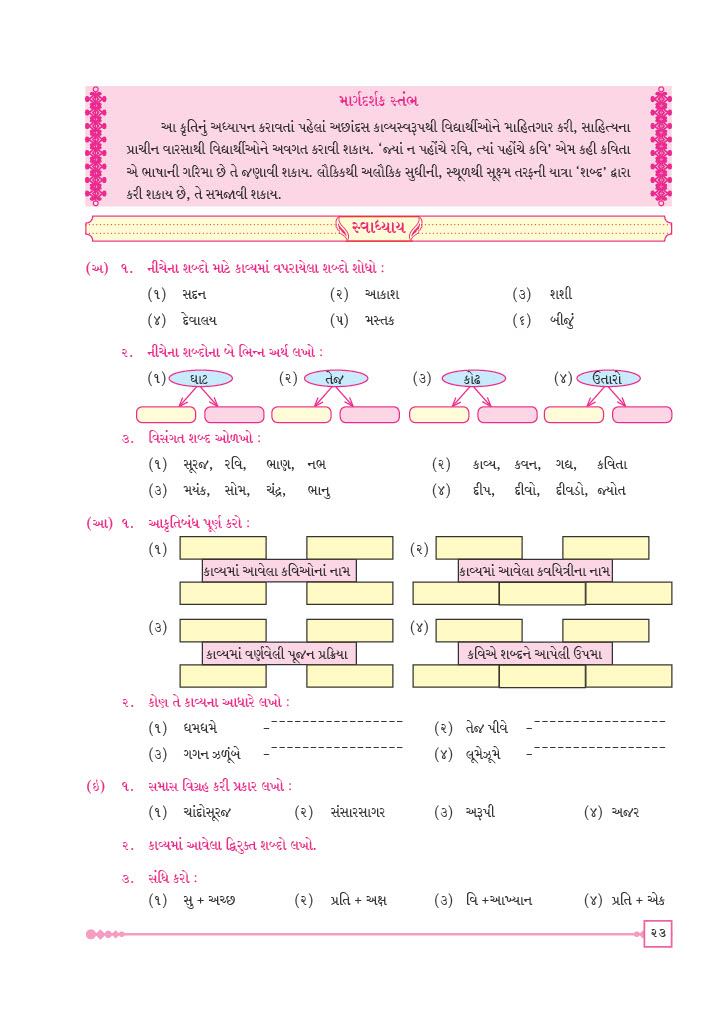 માર્ગદર્શક સ્તંભ
આ કૃતિનું અધ્યાપન કરાવતાં પહેલાં અછાંદસ કાવ્યસ્વરૂપથી વિદ્યાર્થીઓને માહિતગાર કરી, સાહિત્યના
પ્રાચીન વારસાથી વિદ્યાર્થીઓને અવગત કરાવી શકાય. ‘જ્યાં ન પહોંચે રવિ, ત્યાં પહોંચે કવિ’ એમ કહી કવિતા
એ ભાષાની ગરિમા છે તે જણાવી શકાય. લૌકિકથી અલૌકિક સુધીની, સ્થૂળથી સૂક્ષ્મ તરફની યાત્રા ‘શબ્દ’ દ્વારા
કરી શકાય છે, તે સમજાવી શકાય.
સ્વાધ્યાય
(અ) ૧. નીચેના શબ્દો માટે કાવ્યમાં વપરાયેલા શબ્દો શોધો :
(૧) સદન (૨) આકાશ (૩) શશી
(૪) દેવાલય (૫) મસ્તક (૬) બીજું
૨. નીચેના શબ્દોના બે ભિન્ન અર્થ લખો :
(૧) ઘાટ (૨) તેજ (૩) કોઢ (૪) ઉતારો
૩. વિસંગત શબ્દ ઓળખો :
(૧) સૂરજ, રવિ, ભાણ, નભ (૨) કાવ્ય, કવન, ગદ્ય, કવિતા
(૩) મયંક, સોમ, ચંદ્ર, ભાનુ (૪) દીપ, દીવો, દીવડો, જ્યોત
(આ) ૧. આકૃતિબંધ પૂર્ણ કરો :
(૧) કાવ્યમાં આવેલા કવિઓનાં નામ (૨) કાવ્યમાં આવેલા કવયિત્રીના નામ
(૩) કાવ્યમાં વર્ણવેલી પૂજન પ્રક્રિયા (૪) કવિએ શબ્દને આપેલી ઉપમા
૨. કોણ તે કાવ્યના આધારે લખો :
(૧) ધમધમે – (૨) તેજ પીવે –
(૩) ગગન ઝળૂંબે – (૪) લૂમેઝૂમે –
(ઇ) ૧. સમાસ વિગ્રહ કરી પ્રકાર લખો :
(૧) ચાંદોસૂરજ (૨) સંસારસાગર (૩) અરૂપી (૪) અજર
૨. કાવ્યમાં આવેલા દ્વિરુક્ત શબ્દો લખો.
૩. સંધિ કરો :
(૧) સુ + અચ્છ (૨) પ્રતિ + અક્ષ (૩) વિ +આખ્યાન (૪) પ્રતિ + એક
૨૩